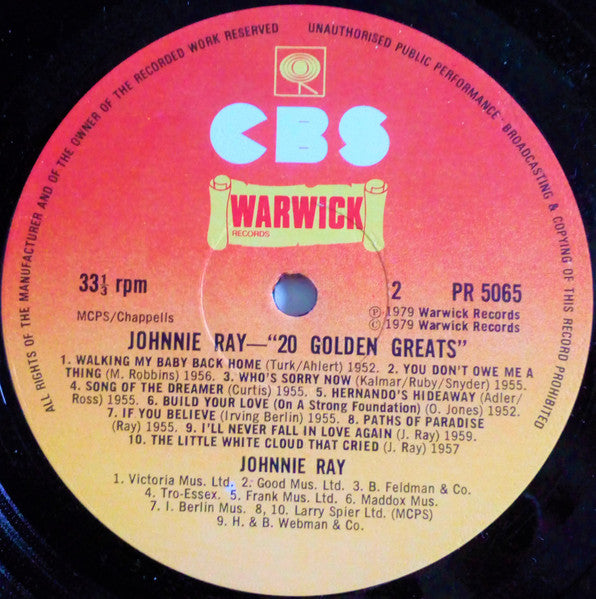 ALL RIGHTS OF THE MANUFACTURER AND OF THE OWNER OF THE RECORDED WORK RESERVED
UNAUTHORISED PUBLIC PERFORMANCE BROADCASTING & COPYING OF THIS RECORD PROHIBITED
CBS
WARWICK
RECORDS
33⅓ rpm
2 PR 5065
MCPS/Chappells
℗ 1979 Warwick Records
© 1979 Warwick Records
JOHNNIE RAY—"20 GOLDEN GREATS"
1. WALKING MY BABY BACK HOME (Turk/Ahlert) 1952. 2. YOU DON'T OWE ME A
THING (M. Robbins) 1956. 3. WHO'S SORRY NOW (Kalmar/Ruby/Snyder) 1955.
4. SONG OF THE DREAMER (Curtis) 1955. 5. HERNANDO'S HIDEAWAY (Adler/
Ross) 1955. 6. BUILD YOUR LOVE (On A Strong Foundation) (O. Jones) 1952.
7. IF YOU BELIEVE (Irving Berlin) 1955. 8. PATHS OF PARADISE
(Ray) 1955. 9. I'LL NEVER FALL IN LOVE AGAIN (J. Ray) 1959.
10. THE LITTLE WHITE CLOUD THAT CRIED (J. Ray) 1957
JOHNNIE RAY
1. Victoria Mus. Ltd. 2. Good Mus. Ltd. 3. B. Feldman & Co.
4. Tro-Essex. 5. Frank Mus. Ltd. 6. Maddox Mus.
7. I. Berlin Mus. 8, 10. Larry Spier Ltd. (MCPS)
9. H. & B. Webman & Co.